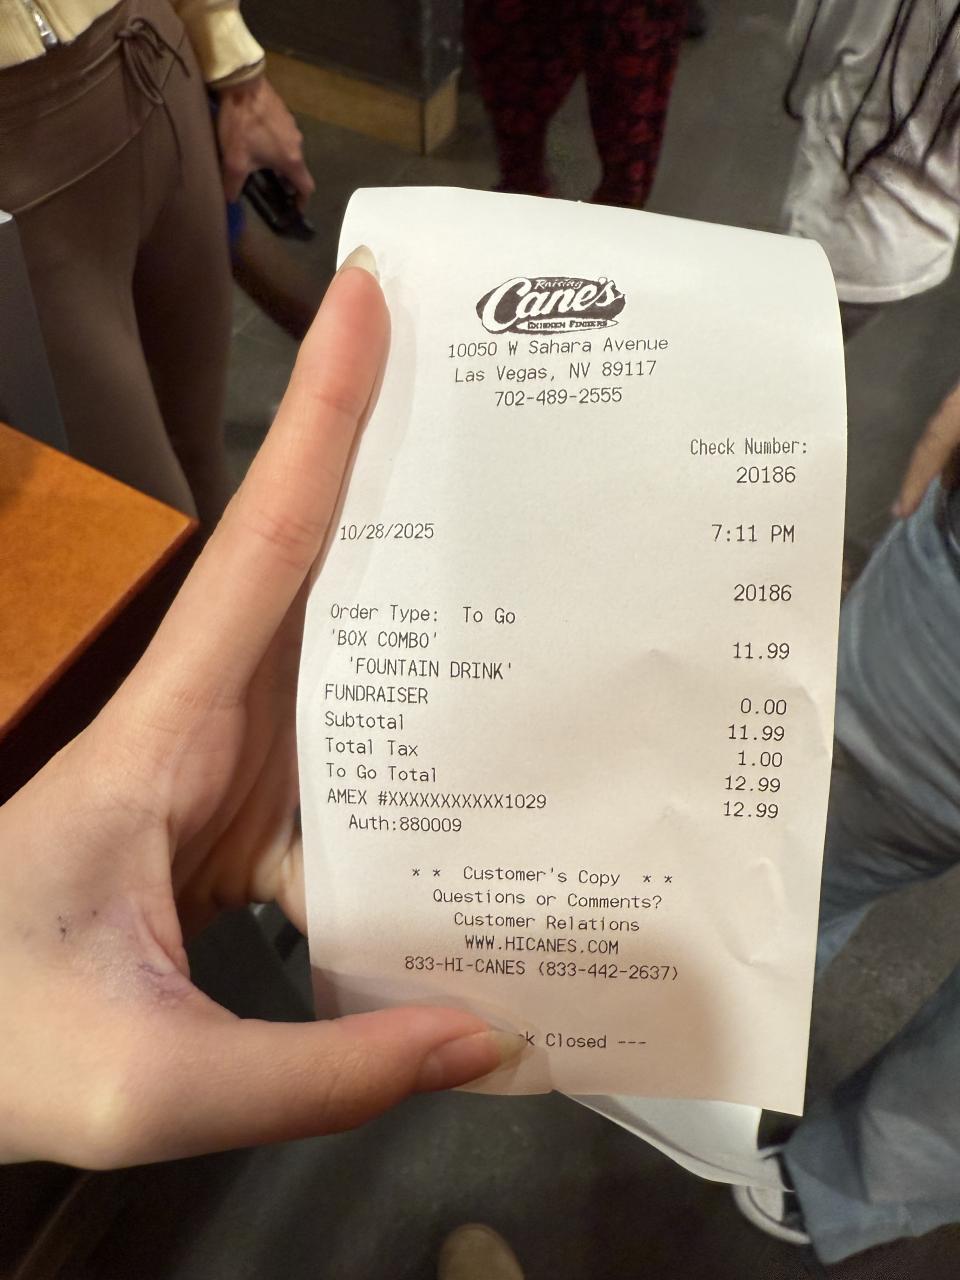 Raising
Cane's
CHICKEN FINGERS
10050 W Sahara Avenue
Las Vegas, NV 89117
702-489-2555
Check Number:
20186
10/28/2025 7:11 PM
20186
Order Type: To Go
'BOX COMBO' 11.99
'FOUNTAIN DRINK'
FUNDRAISER 0.00
Subtotal 11.99
Total Tax 1.00
To Go Total 12.99
AMEX #XXXXXXXXXXX1029 12.99
Auth:880009
* * Customer's Copy * *
Questions or Comments?
Customer Relations
WWW.HICANES.COM
833-HI-CANES (833-442-2637)
Closed ---